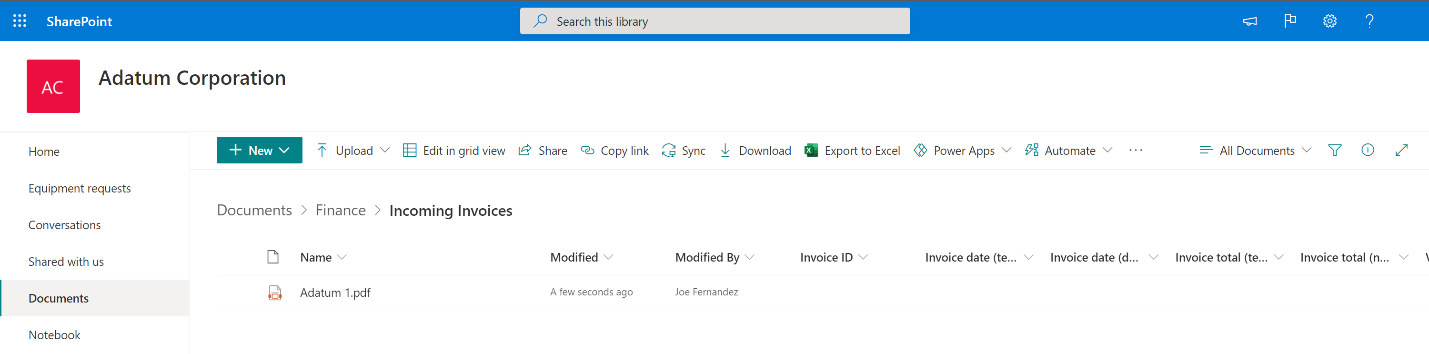 SharePoint
Search this library
?
AC
Adatum Corporation
Home
Equipment requests
Conversations
Shared with us
Documents
Notebook
+ New
Upload
Edit in grid view
Share
Copy link
Sync
Download
Export to Excel
Power Apps
Automate
...
All Documents
Documents > Finance > Incoming Invoices
Name Modified Modified By Invoice ID Invoice date (te... Invoice date (d... Invoice total (te... Invoice total (n...
Adatum 1.pdf A few seconds ago Joe Fernandez